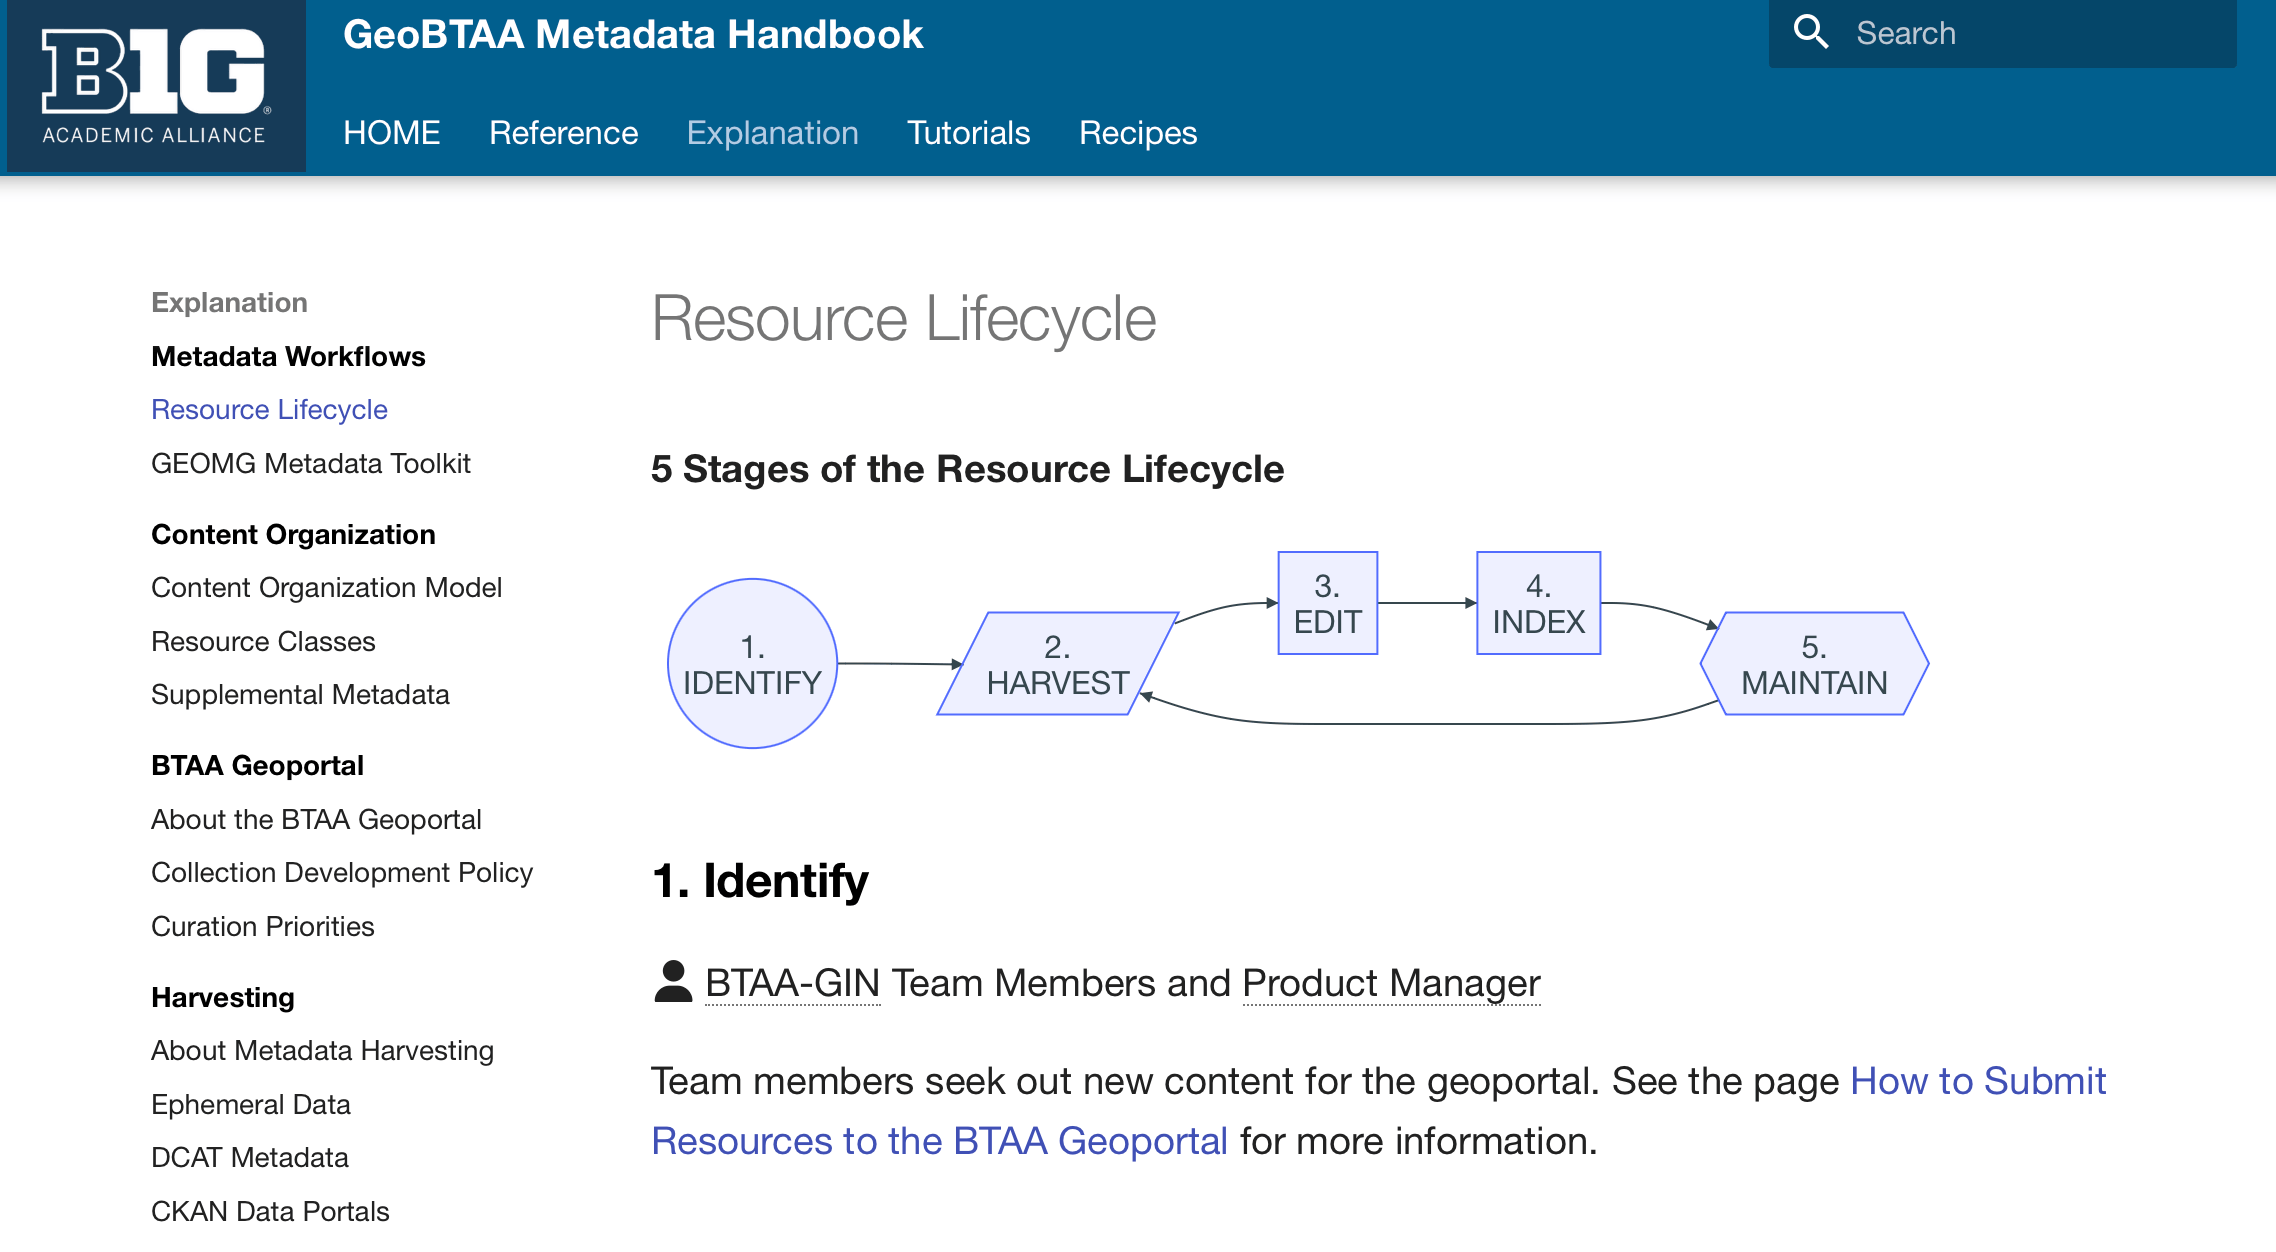 BIG®
ACADEMIC ALLIANCE
GeoBTAA Metadata Handbook
Search
HOME Reference Explanation Tutorials Recipes
Explanation
Metadata Workflows
Resource Lifecycle
GEOMG Metadata Toolkit
Content Organization
Content Organization Model
Resource Classes
Supplemental Metadata
BTAA Geoportal
About the BTAA Geoportal
Collection Development Policy
Curation Priorities
Harvesting
About Metadata Harvesting
Ephemeral Data
DCAT Metadata
CKAN Data Portals
Resource Lifecycle
5 Stages of the Resource Lifecycle
1.
IDENTIFY
2.
HARVEST
3.
EDIT
4.
INDEX
5.
MAINTAIN
1. Identify
BTAA-GIN Team Members and Product Manager
Team members seek out new content for the geoportal. See the page How to Submit
Resources to the BTAA Geoportal for more information.